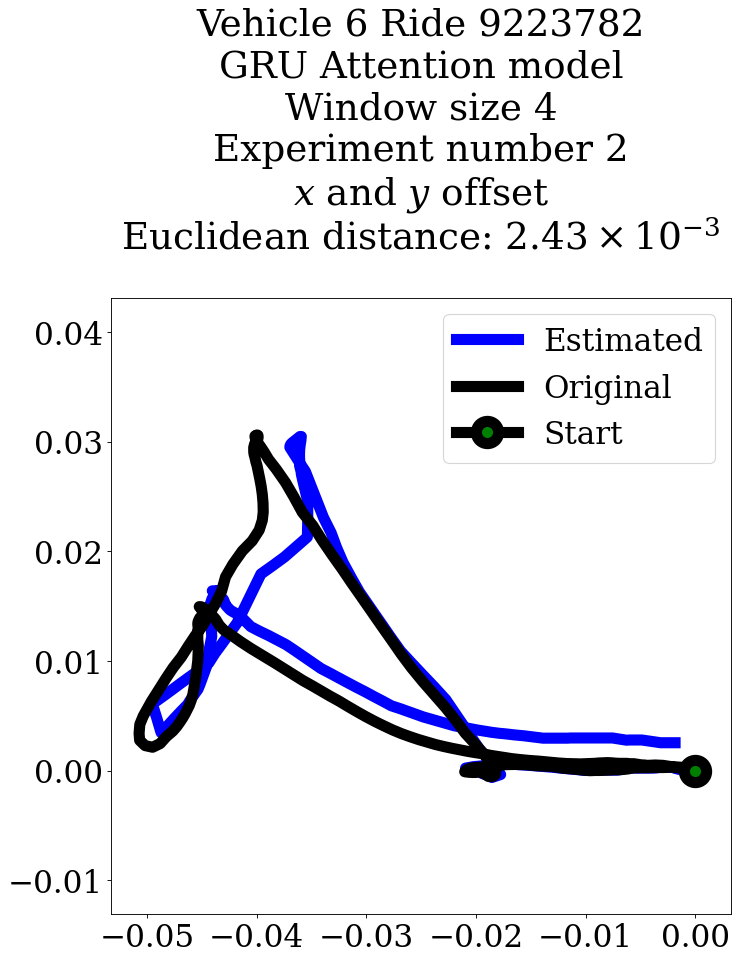 Vehicle 6 Ride 9223782
GRU Attention model
Window size 4
Experiment number 2
x and y offset
Euclidean distance: 2.43 × 10⁻³
Estimated
Original
Start
0.04
0.03
0.02
0.01
0.00
−0.01
−0.05 −0.04 −0.03 −0.02 −0.01 0.00